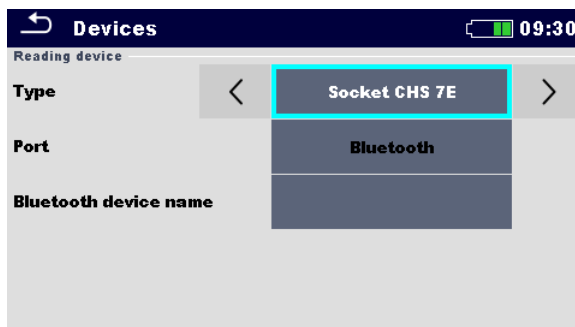 Devices 09:30
Reading device
Type Socket CHS 7E
Port Bluetooth
Bluetooth device name